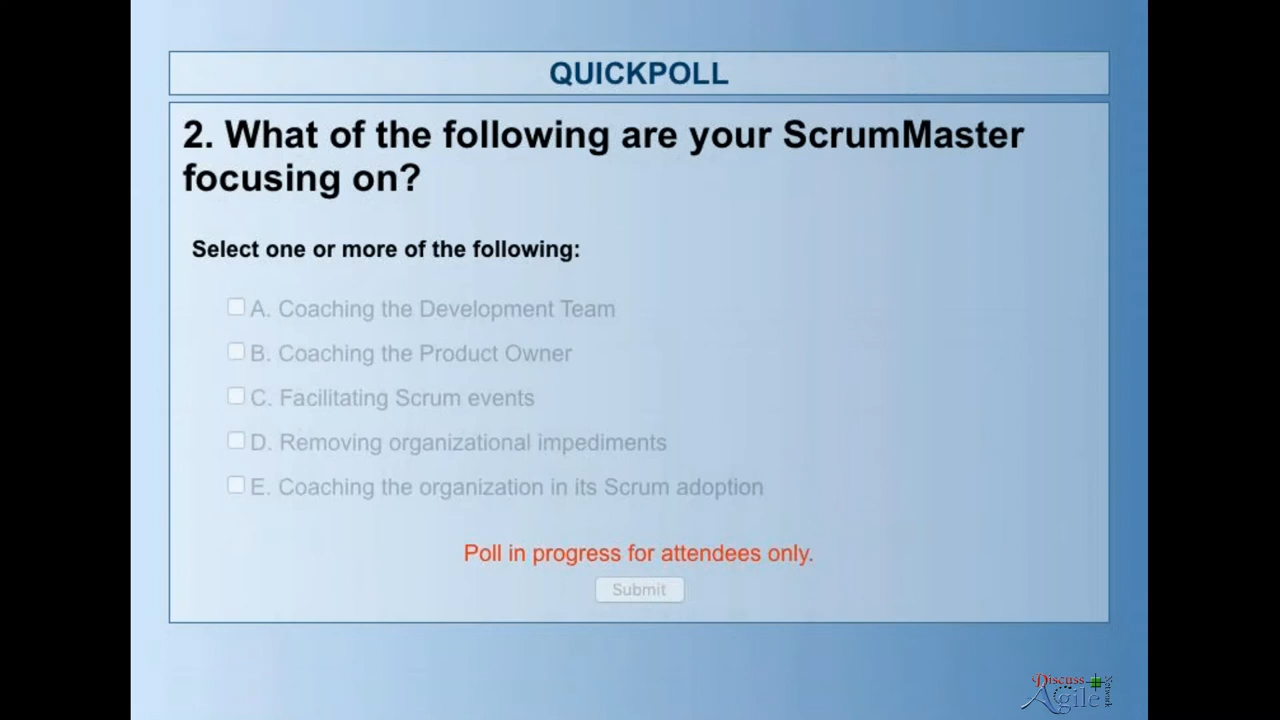 QUICKPOLL
2. What of the following are your ScrumMaster
focusing on?
Select one or more of the following:
A. Coaching the Development Team
B. Coaching the Product Owner
C. Facilitating Scrum events
D. Removing organizational impediments
E. Coaching the organization in its Scrum adoption
Poll in progress for attendees only.
Submit
Discuss
Agile
Network